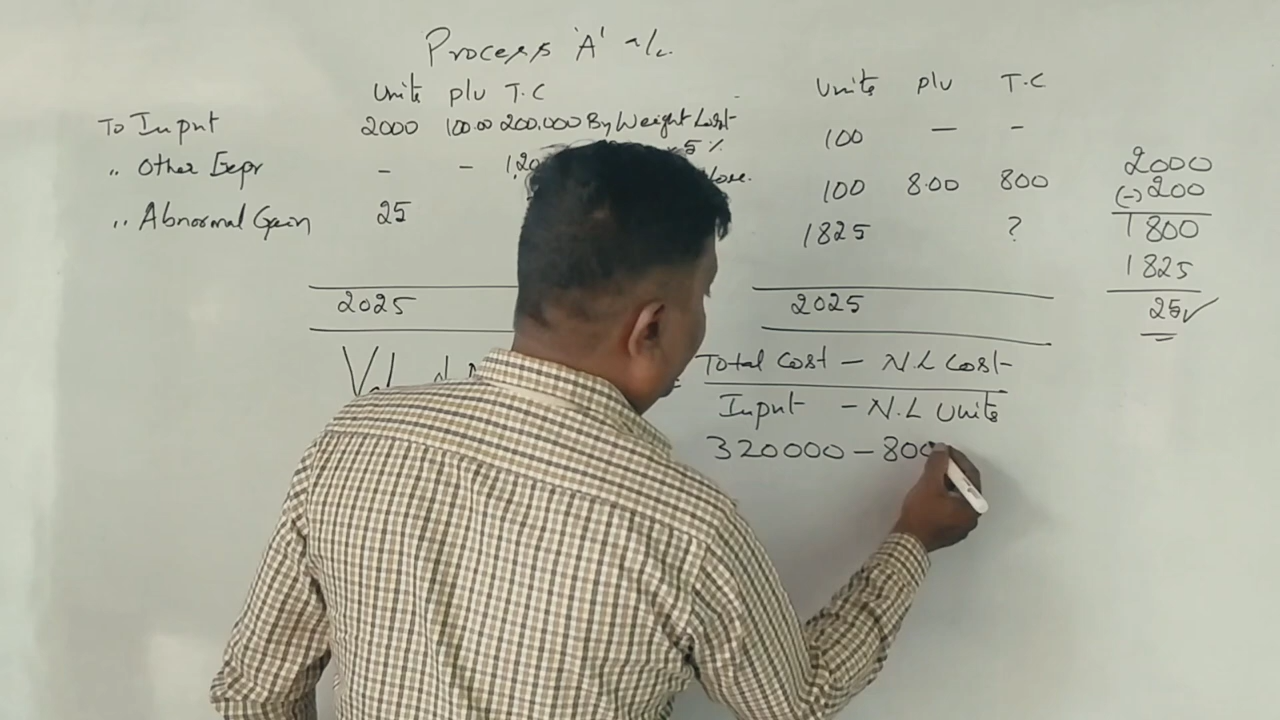 Process 'A' a/c.
Units p/u T.C Units p/u T.C
To Input 2000 100.00 200,000 By Weight Lost 100 — -
,, Other Expr - - 1,20 5% 100 8.00 800
,, Abnormal Gain 25 1825 ?
2025 2025
2000
(-) 200
1800
1825
25✓
Total Cost — N.L Cost
Input — N.L Units
320000 — 800